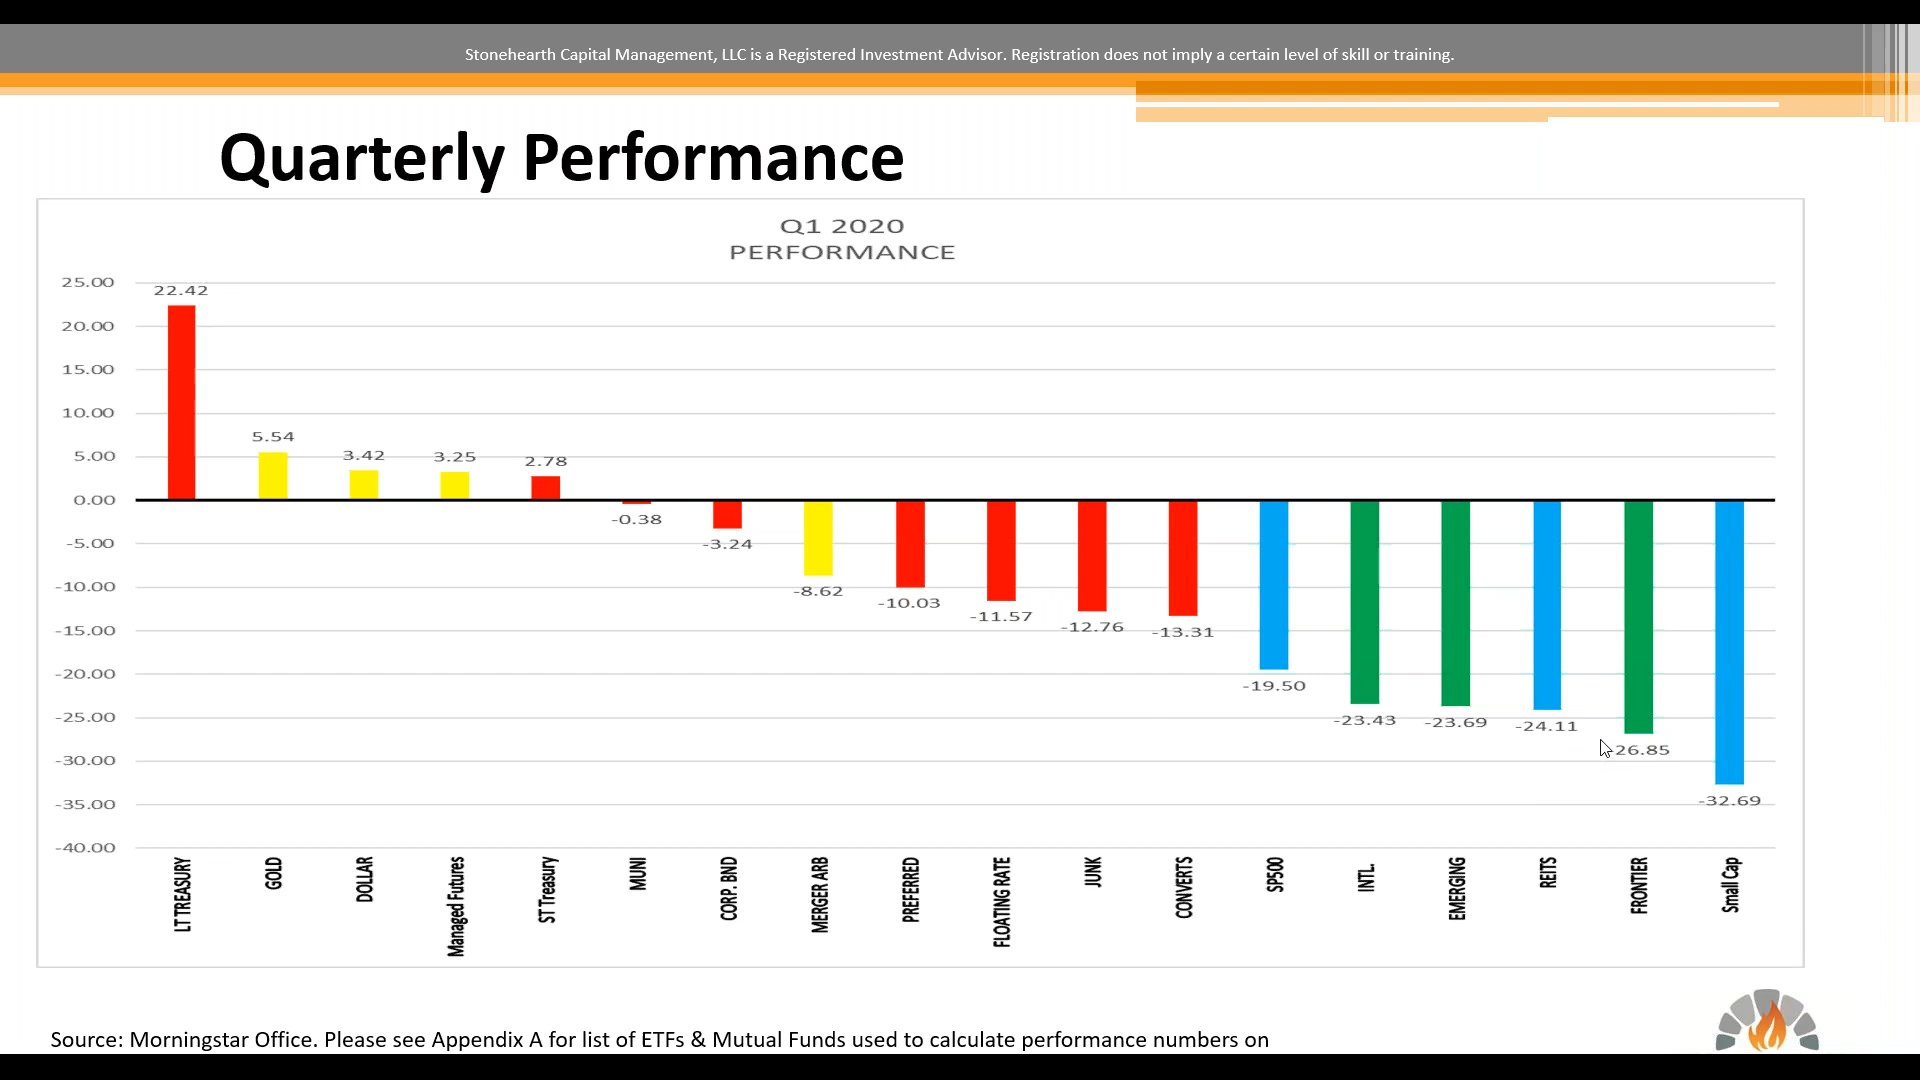 Stonehearth Capital Management, LLC is a Registered Investment Advisor. Registration does not imply a certain level of skill or training.
Quarterly Performance
Q1 2020
PERFORMANCE
25.00
20.00
15.00
10.00
5.00
0.00
-5.00
-10.00
-15.00
-20.00
-25.00
-30.00
-35.00
-40.00
22.42
5.54
3.42
3.25
2.78
-0.38
-3.24
-8.62
-10.03
-11.57
-12.76
-13.31
-19.50
-23.43
-23.69
-24.11
26.85
-32.69
LT TREASURY
GOLD
DOLLAR
Managed Futures
ST Treasury
MUNI
CORP. BND
MERGER ARB
PREFERRED
FLOATING RATE
JUNK
CONVERTS
SP500
INTL.
EMERGING
REITS
FRONTIER
Small Cap
Source: Morningstar Office. Please see Appendix A for list of ETFs & Mutual Funds used to calculate performance numbers on